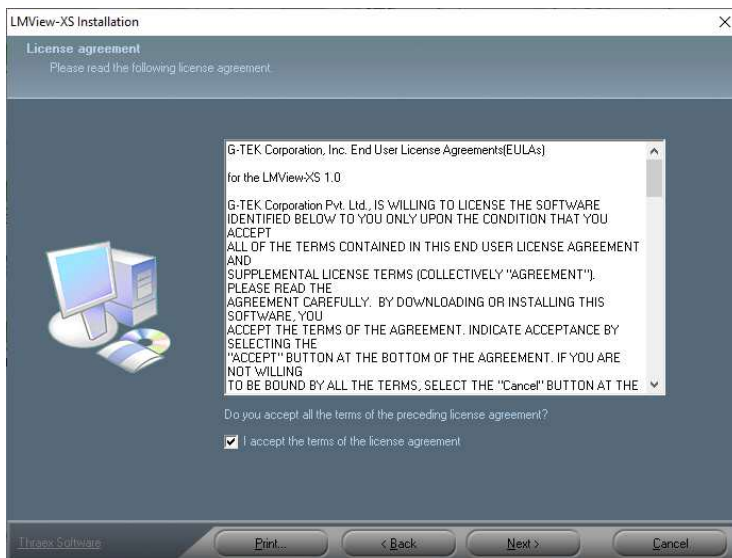 LMView-XS Installation
License agreement
Please read the following license agreement.
G-TEK Corporation, Inc. End User License Agreements(EULAs)
for the LMView-XS 1.0
G-TEK Corporation Pvt. Ltd., IS WILLING TO LICENSE THE SOFTWARE
IDENTIFIED BELOW TO YOU ONLY UPON THE CONDITION THAT YOU
ACCEPT
ALL OF THE TERMS CONTAINED IN THIS END USER LICENSE AGREEMENT
AND
SUPPLEMENTAL LICENSE TERMS (COLLECTIVELY "AGREEMENT").
PLEASE READ THE
AGREEMENT CAREFULLY. BY DOWNLOADING OR INSTALLING THIS
SOFTWARE, YOU
ACCEPT THE TERMS OF THE AGREEMENT. INDICATE ACCEPTANCE BY
SELECTING THE
"ACCEPT" BUTTON AT THE BOTTOM OF THE AGREEMENT. IF YOU ARE
NOT WILLING
TO BE BOUND BY ALL THE TERMS, SELECT THE "Cancel" BUTTON AT THE
Do you accept all the terms of the preceding license agreement?
I accept the terms of the license agreement
Thraex Software
Print...
< Back
Next >
Cancel